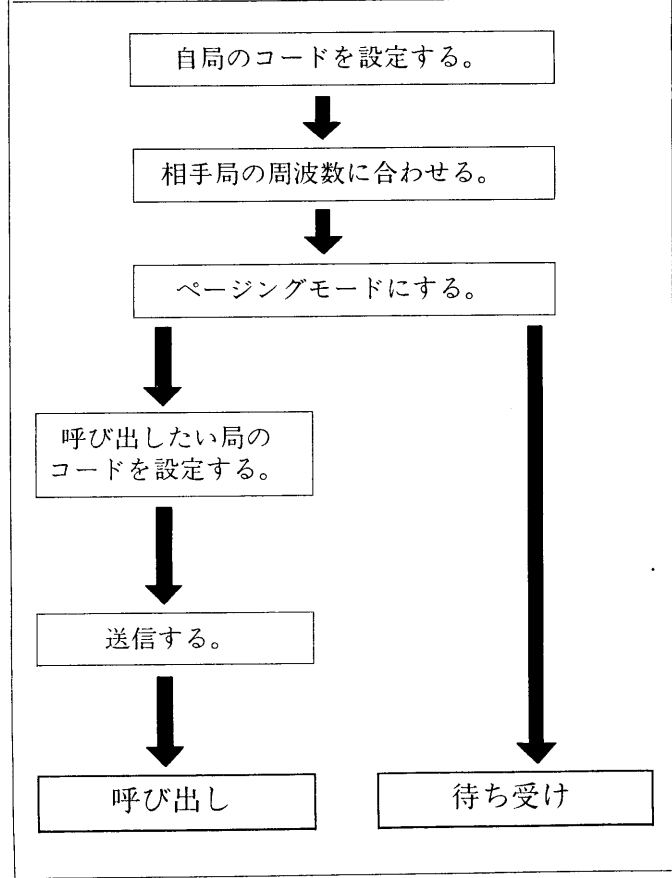 自局のコードを設定する。
相手局の周波数に合わせる。
ページングモードにする。
呼び出したい局の
コードを設定する。
送信する。
呼び出し
待ち受け